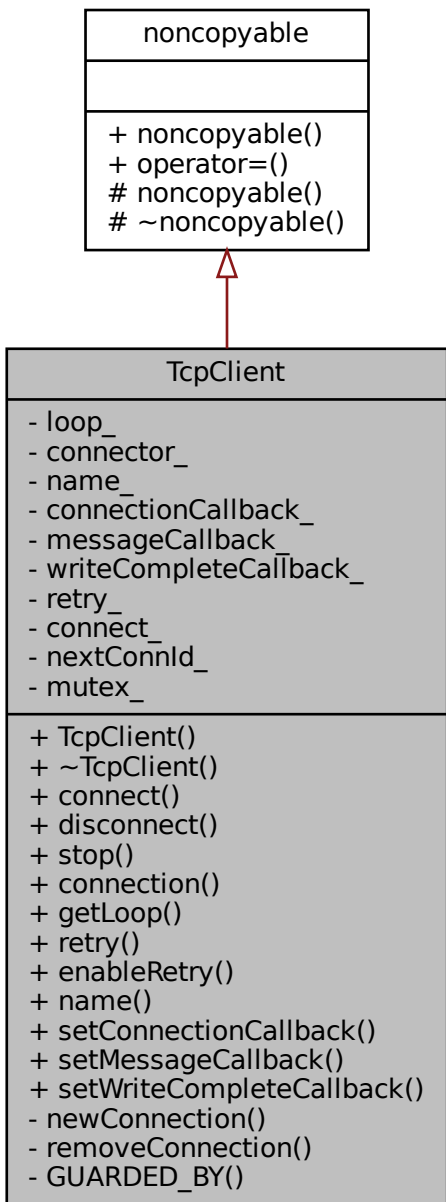 noncopyable
+ noncopyable()
+ operator=()
# noncopyable()
# ~noncopyable()
TcpClient
- loop_
- connector_
- name_
- connectionCallback_
- messageCallback_
- writeCompleteCallback_
- retry_
- connect_
- nextConnId_
- mutex_
+ TcpClient()
+ ~TcpClient()
+ connect()
+ disconnect()
+ stop()
+ connection()
+ getLoop()
+ retry()
+ enableRetry()
+ name()
+ setConnectionCallback()
+ setMessageCallback()
+ setWriteCompleteCallback()
- newConnection()
- removeConnection()
- GUARDED_BY()